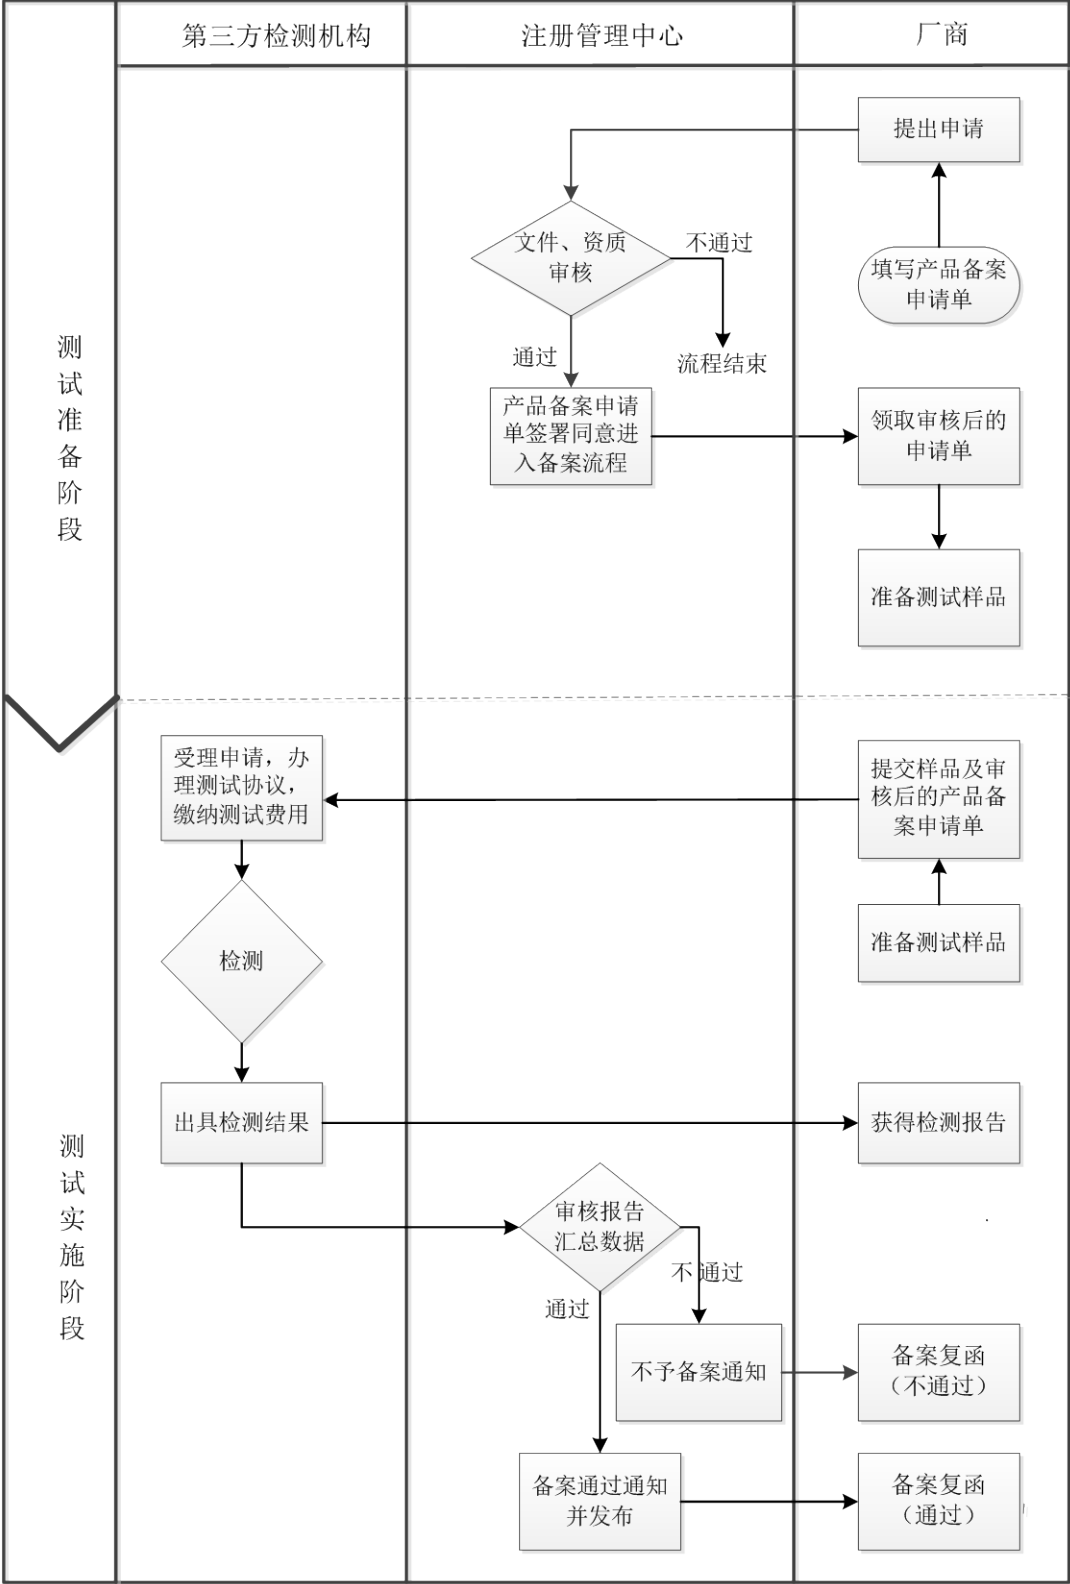 第三方检测机构
注册管理中心
厂商
测试准备阶段
提出申请
填写产品备案
申请单
文件、资质
审核
不通过
流程结束
通过
产品备案申请
单签署同意进
入备案流程
领取审核后的
申请单
准备测试样品
测试实施阶段
受理申请，办
理测试协议，
缴纳测试费用
提交样品及审
核后的产品备
案申请单
准备测试样品
检测
出具检测结果
获得检测报告
审核报告
汇总数据
不通过
通过
不予备案通知
备案复函
（不通过）
备案通过通知
并发布
备案复函
（通过）